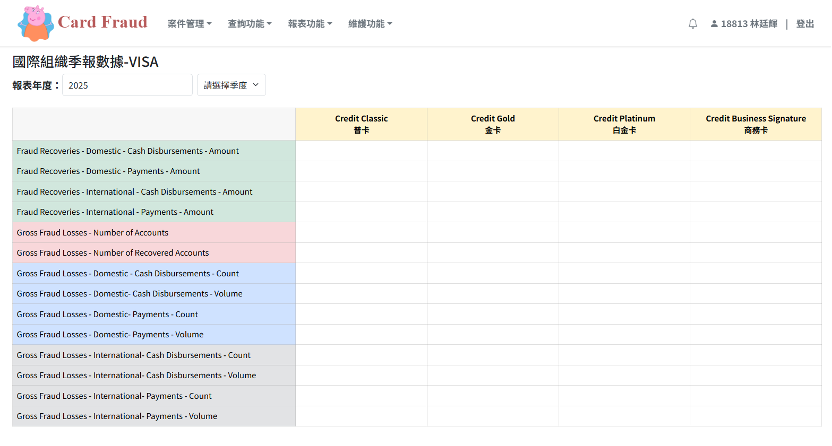 Card Fraud 案件管理 查詢功能 報表功能 維護功能 18813 林廷輝 | 登出
國際組織季報數據-VISA
報表年度： 2025 請選擇季度
Credit Classic Credit Gold Credit Platinum Credit Business Signature
普卡 金卡 白金卡 商務卡
Fraud Recoveries - Domestic - Cash Disbursements - Amount
Fraud Recoveries - Domestic - Payments - Amount
Fraud Recoveries - International - Cash Disbursements - Amount
Fraud Recoveries - International - Payments - Amount
Gross Fraud Losses - Number of Accounts
Gross Fraud Losses - Number of Recovered Accounts
Gross Fraud Losses - Domestic - Cash Disbursements - Count
Gross Fraud Losses - Domestic- Cash Disbursements - Volume
Gross Fraud Losses - Domestic- Payments - Count
Gross Fraud Losses - Domestic- Payments - Volume
Gross Fraud Losses - International- Cash Disbursements - Count
Gross Fraud Losses - International- Cash Disbursements - Volume
Gross Fraud Losses - International- Payments - Count
Gross Fraud Losses - International- Payments - Volume